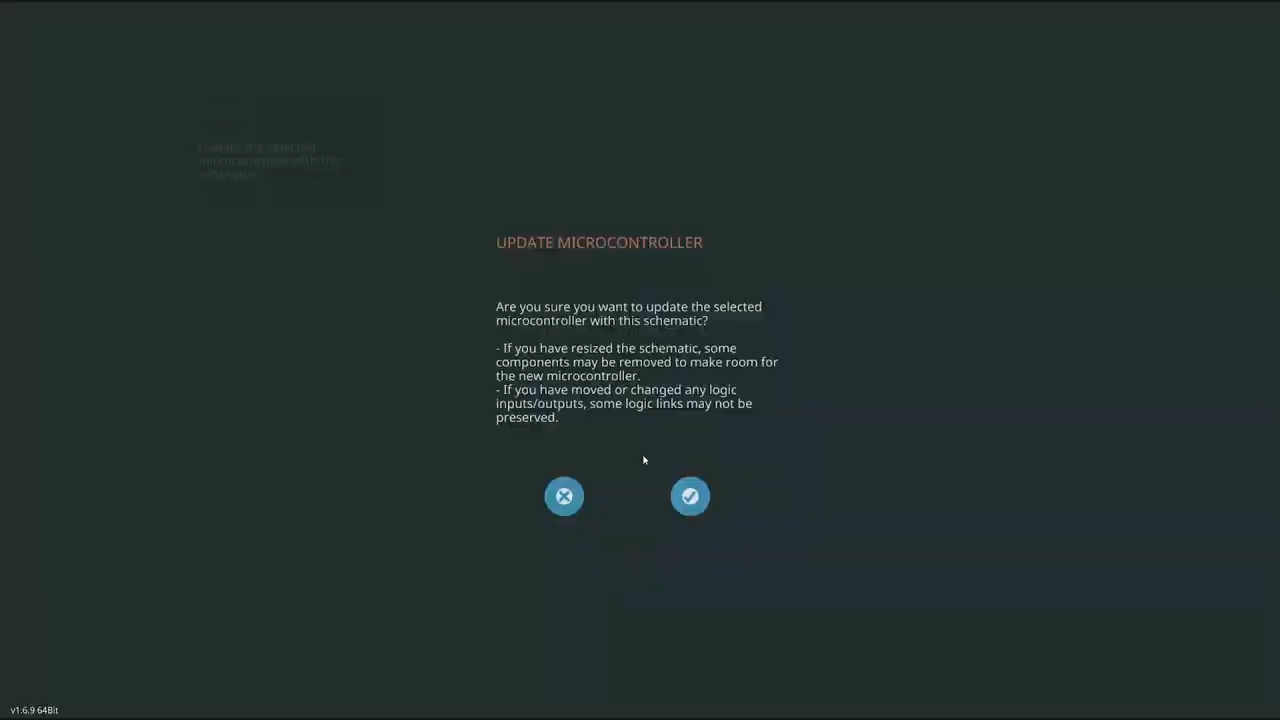 UPDATE MICROCONTROLLER
Are you sure you want to update the selected
microcontroller with this schematic?
- If you have resized the schematic, some
components may be removed to make room for
the new microcontroller.
- If you have moved or changed any logic
inputs/outputs, some logic links may not be
preserved.
v1.6.9 64Bit